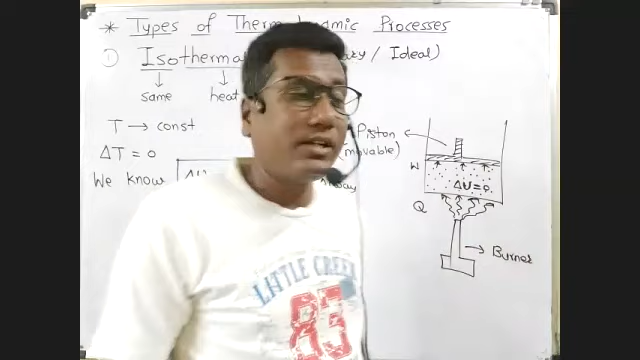 * Types of Thermodynamic Processes
① Isotherma / Ideal)
same heat
T → const
ΔT = 0
We know
Piston
(movable)
W
ΔU=0
Q
→ Burner
LITTLE CREEK
83